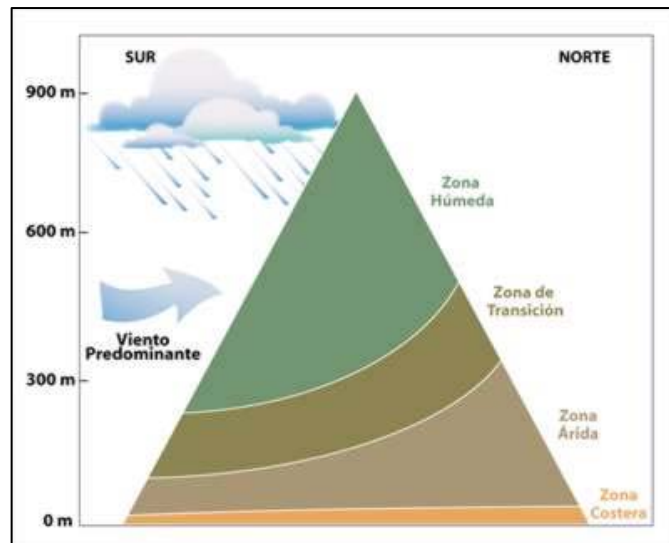 SUR
NORTE
900 m
Zona
Húmeda
600 m
Zona de
Transición
Viento
Predominante
300 m
Zona
Árida
Zona
Costera
0 m